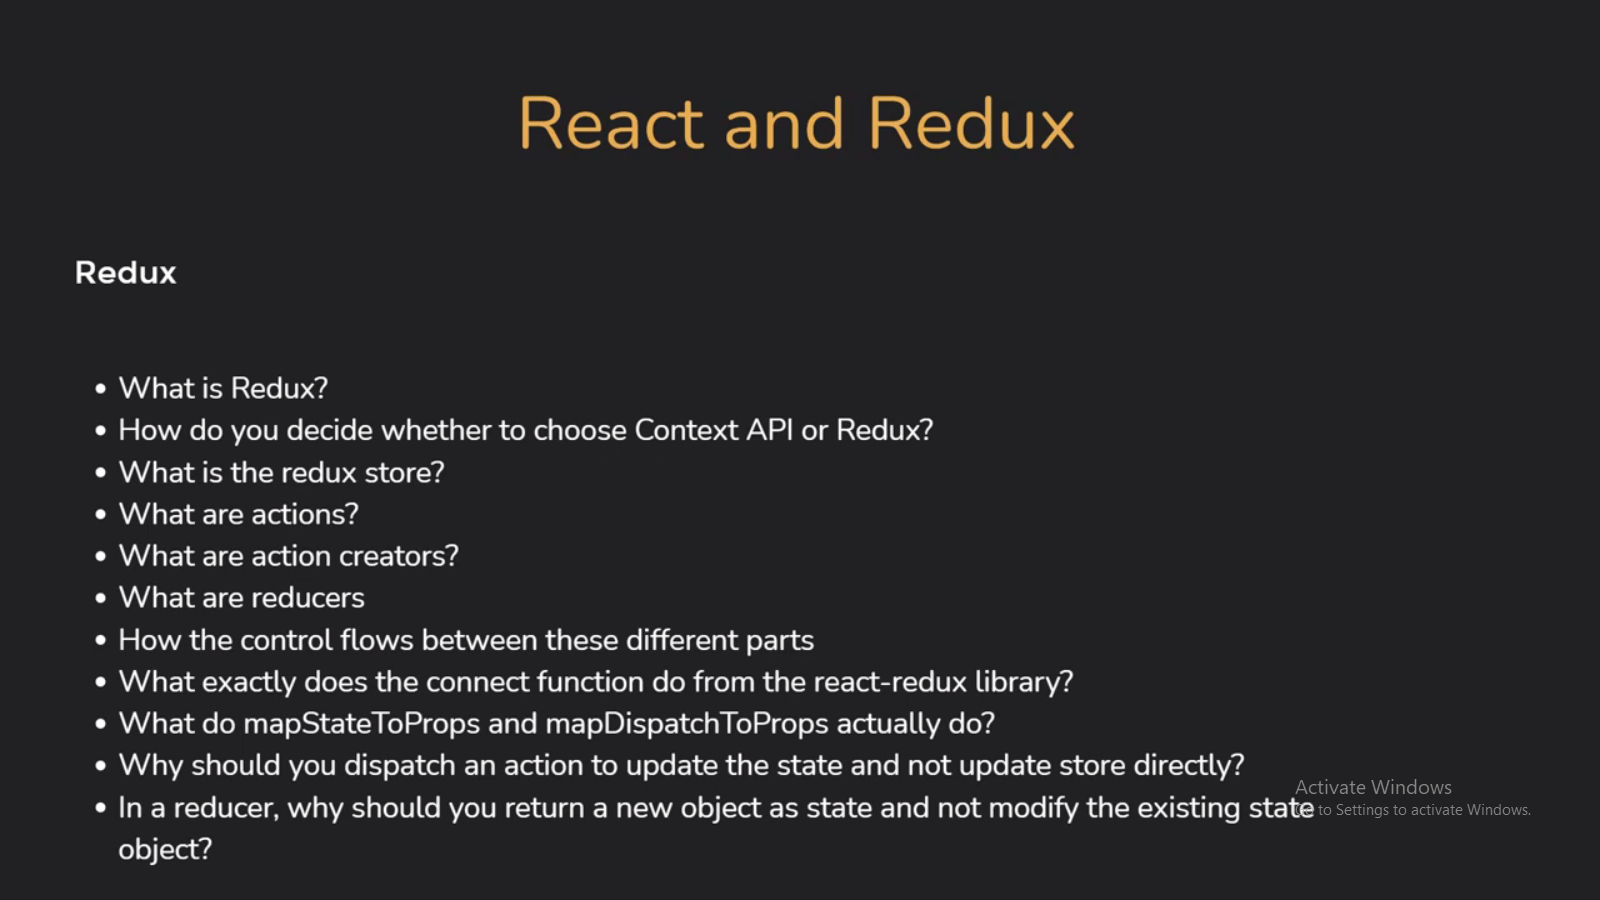 React and Redux
Redux
• What is Redux?
• How do you decide whether to choose Context API or Redux?
• What is the redux store?
• What are actions?
• What are action creators?
• What are reducers
• How the control flows between these different parts
• What exactly does the connect function do from the react-redux library?
• What do mapStateToProps and mapDispatchToProps actually do?
• Why should you dispatch an action to update the state and not update store directly?
Activate Windows
• In a reducer, why should you return a new object as state and not modify the existing state
Go to Settings to activate Windows.
object?